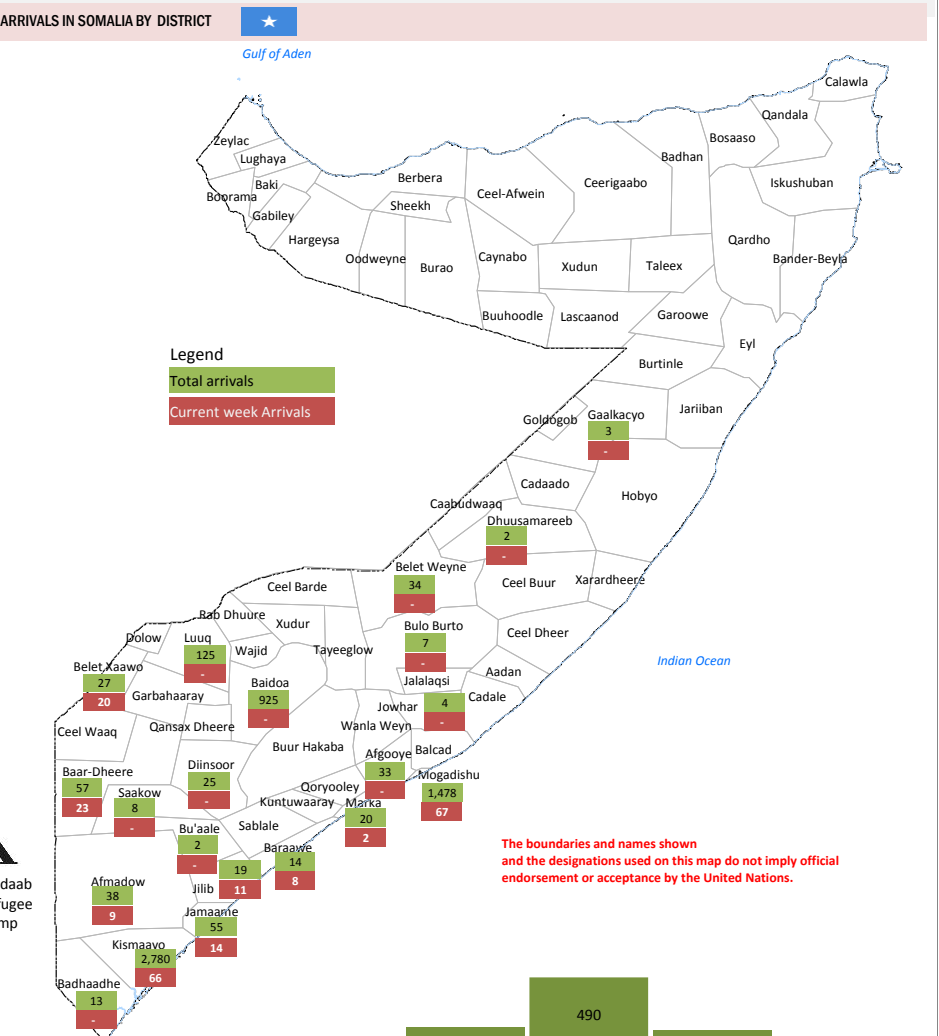 ARRIVALS IN SOMALIA BY DISTRICT
Gulf of Aden
Calawla
Qandala
Bosaaso
Zeylac
Lughaya
Badhan
Berbera
Ceerigaabo
Iskushuban
Baki
Boorama
Ceel-Afwein
Sheekh
Gabiley
Hargeysa
Qardho
Oodweyne
Caynabo
Bander-Beyla
Burao
Xudun
Taleex
Buuhoodle
Lascaanod
Garoowe
Eyl
Legend
Total arrivals
Current week Arrivals
Burtinle
Jariiban
Goldogob
Gaalkacyo
3
-
Cadaado
Hobyo
Caabudwaaq
Dhuusamareeb
2
-
Belet Weyne
34
-
Ceel Buur
Xarardheere
Ceel Barde
Rab Dhuure
Xudur
Bulo Burto
7
-
Ceel Dheer
Dolow
Luuq
125
-
Wajid
Tayeeglow
Indian Ocean
Belet Xaawo
27
20
Aadan
Jalalaqsi
Baidoa
925
-
Garbahaaray
Cadale
Jowhar
4
-
Qansax Dheere
Wanla Weyn
Ceel Waaq
Buur Hakaba
Balcad
Afgooye
33
-
Diinsoor
25
-
Baar-Dheere
57
23
Mogadishu
1,478
67
Saakow
8
-
Qoryooley
Kuntuwaaray
Marka
20
2
Bu'aale
2
-
Sablale
Baraawe
14
8
The boundaries and names shown
and the designations used on this map do not imply official
endorsement or acceptance by the United Nations.
19
11
Jilib
daab
fugee
mp
Afmadow
38
9
Jamaame
55
14
Kismaayo
2,780
66
Badhaadhe
13
-
490